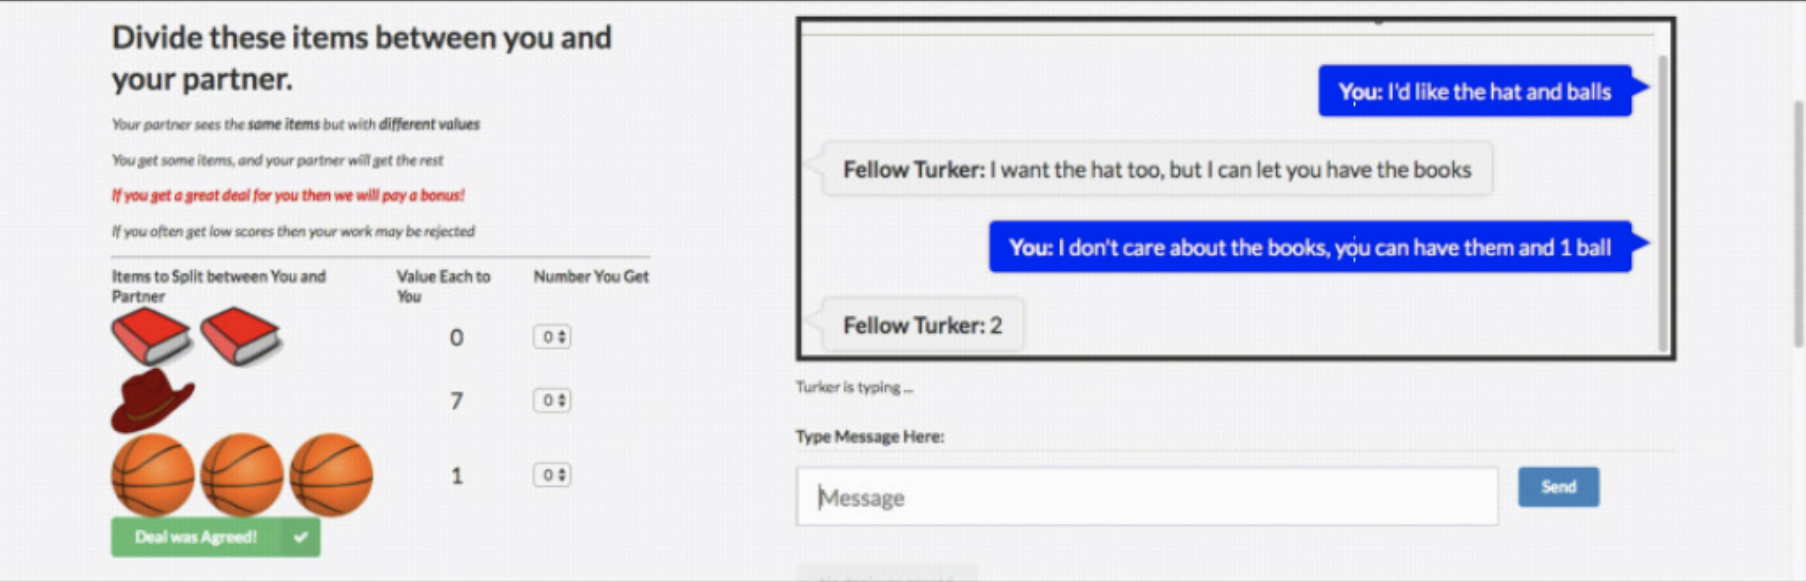 Divide these items between you and
your partner.
Your partner sees the same items but with different values
You get some items, and your partner will get the rest
If you get a great deal for you then we will pay a bonus!
If you often get low scores then your work may be rejected
Items to Split between You and
Partner
Value Each to
You
Number You Get
0
0
7
0
1
0
Deal was Agreed!
You: I'd like the hat and balls
Fellow Turker: I want the hat too, but I can let you have the books
You: I don't care about the books, you can have them and 1 ball
Fellow Turker: 2
Turker is typing ...
Type Message Here:
Message
Send